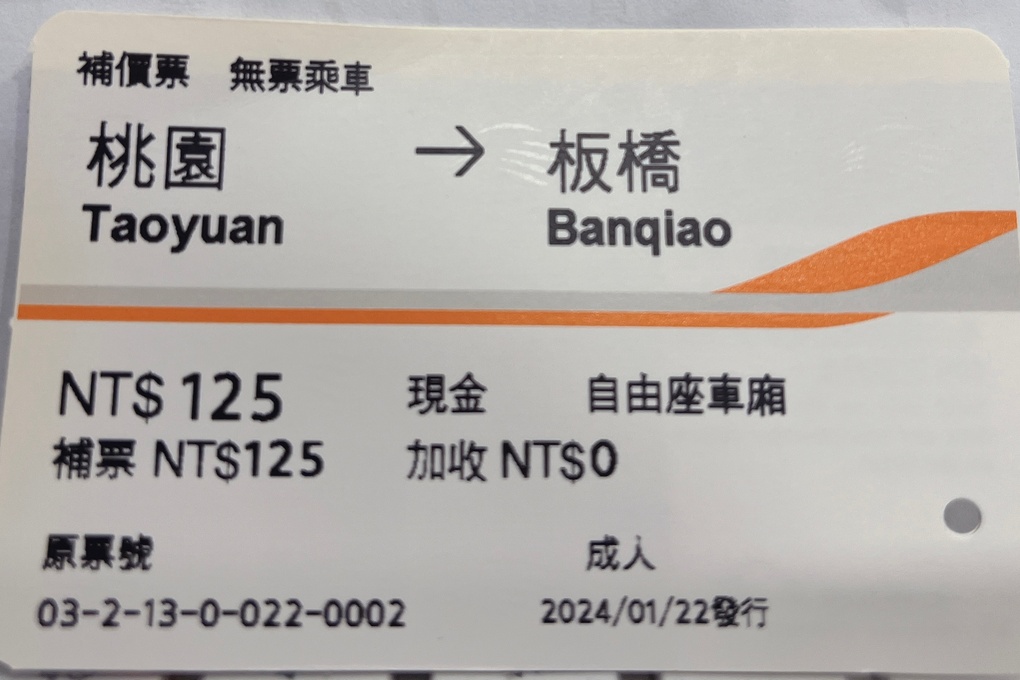 補價票 無票乘車
桃園 → 板橋
Taoyuan Banqiao
NT$125 現金 自由座車廂
補票 NT$125 加收 NT$0
原票號 成人
03-2-13-0-022-0002 2024/01/22發行